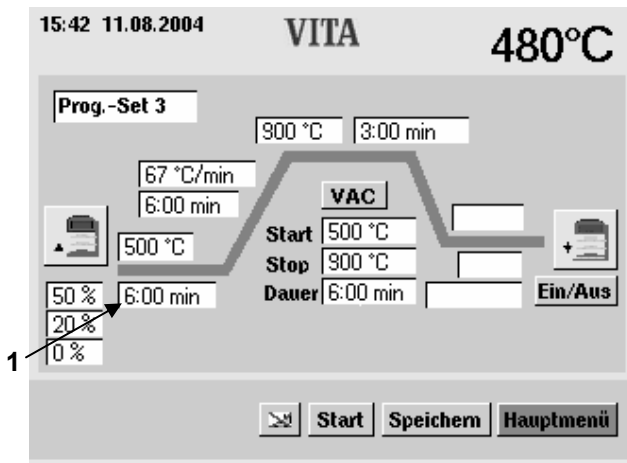 15:42 11.08.2004
VITA
480°C
Prog.-Set 3
900 °C
3:00 min
67 °C/min
6:00 min
500 °C
VAC
Start 500 °C
Stop 900 °C
Dauer 6:00 min
50 %
20 %
0 %
6:00 min
Ein/Aus
1
Start
Speichern
Hauptmenü